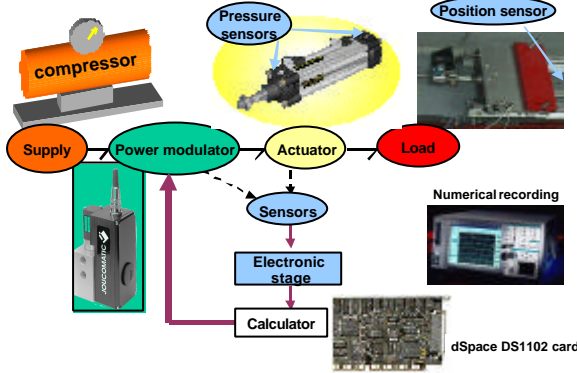 Pressure
sensors
Position sensor
compressor
Supply
Power modulator
Actuator
Load
Sensors
Numerical recording
JOUCOMATIC
Electronic
stage
Calculator
dSpace DS1102 card